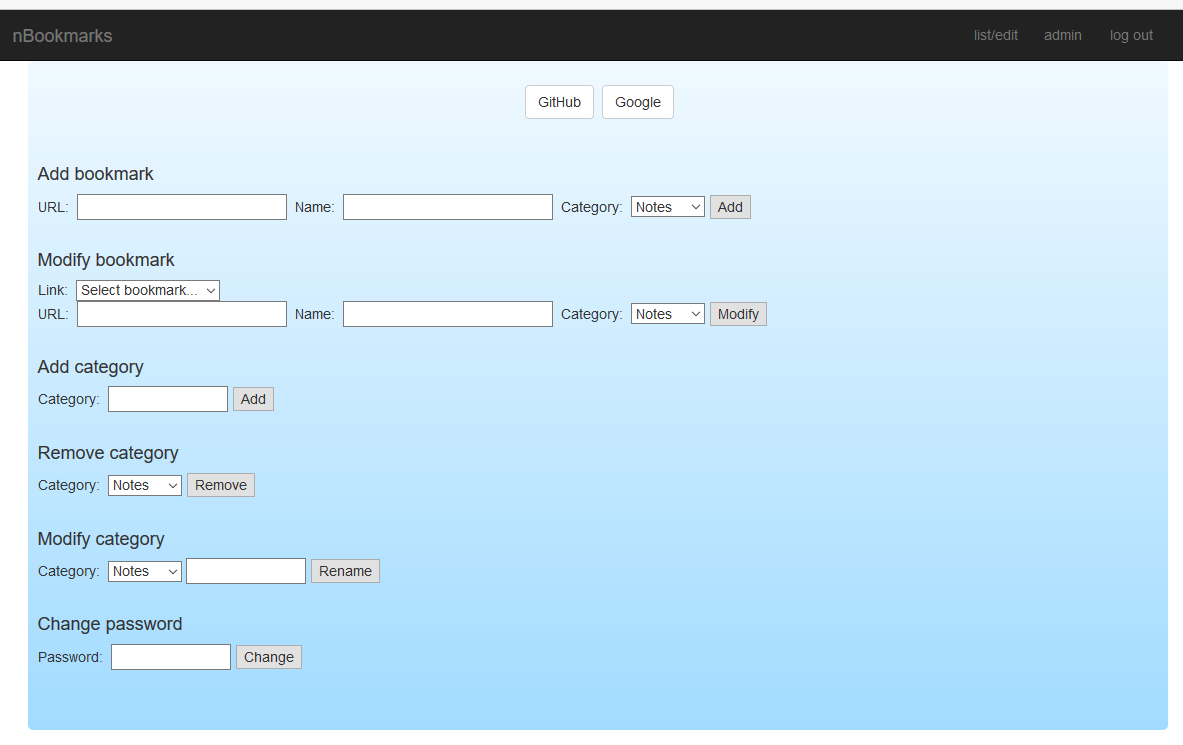 nBookmarks list/edit admin log out
GitHub Google
Add bookmark
URL: Name: Category: Notes Add
Modify bookmark
Link: Select bookmark...
URL: Name: Category: Notes Modify
Add category
Category: Add
Remove category
Category: Notes Remove
Modify category
Category: Notes Rename
Change password
Password: Change